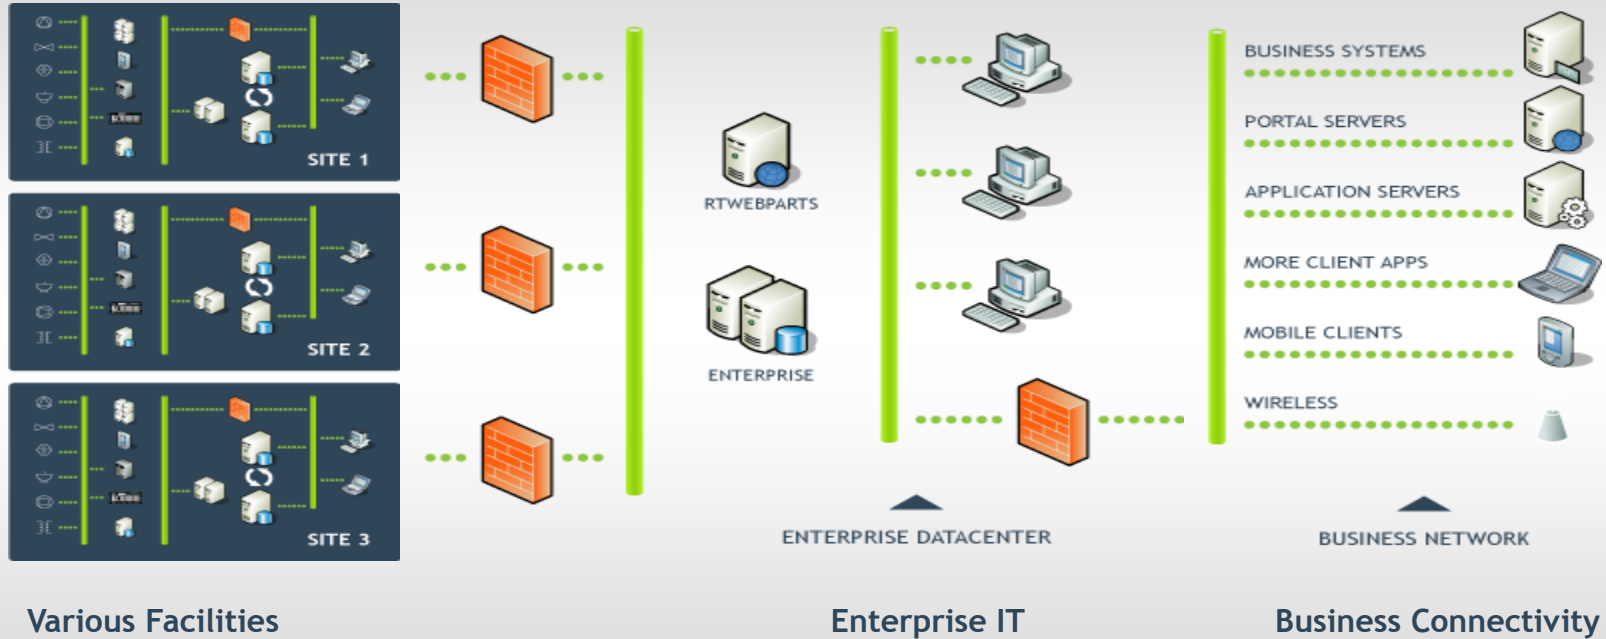 SITE 1
SITE 2
SITE 3
RTWEBPARTS
ENTERPRISE
ENTERPRISE DATACENTER
BUSINESS SYSTEMS
PORTAL SERVERS
APPLICATION SERVERS
MORE CLIENT APPS
MOBILE CLIENTS
WIRELESS
BUSINESS NETWORK
Various Facilities
Enterprise IT
Business Connectivity